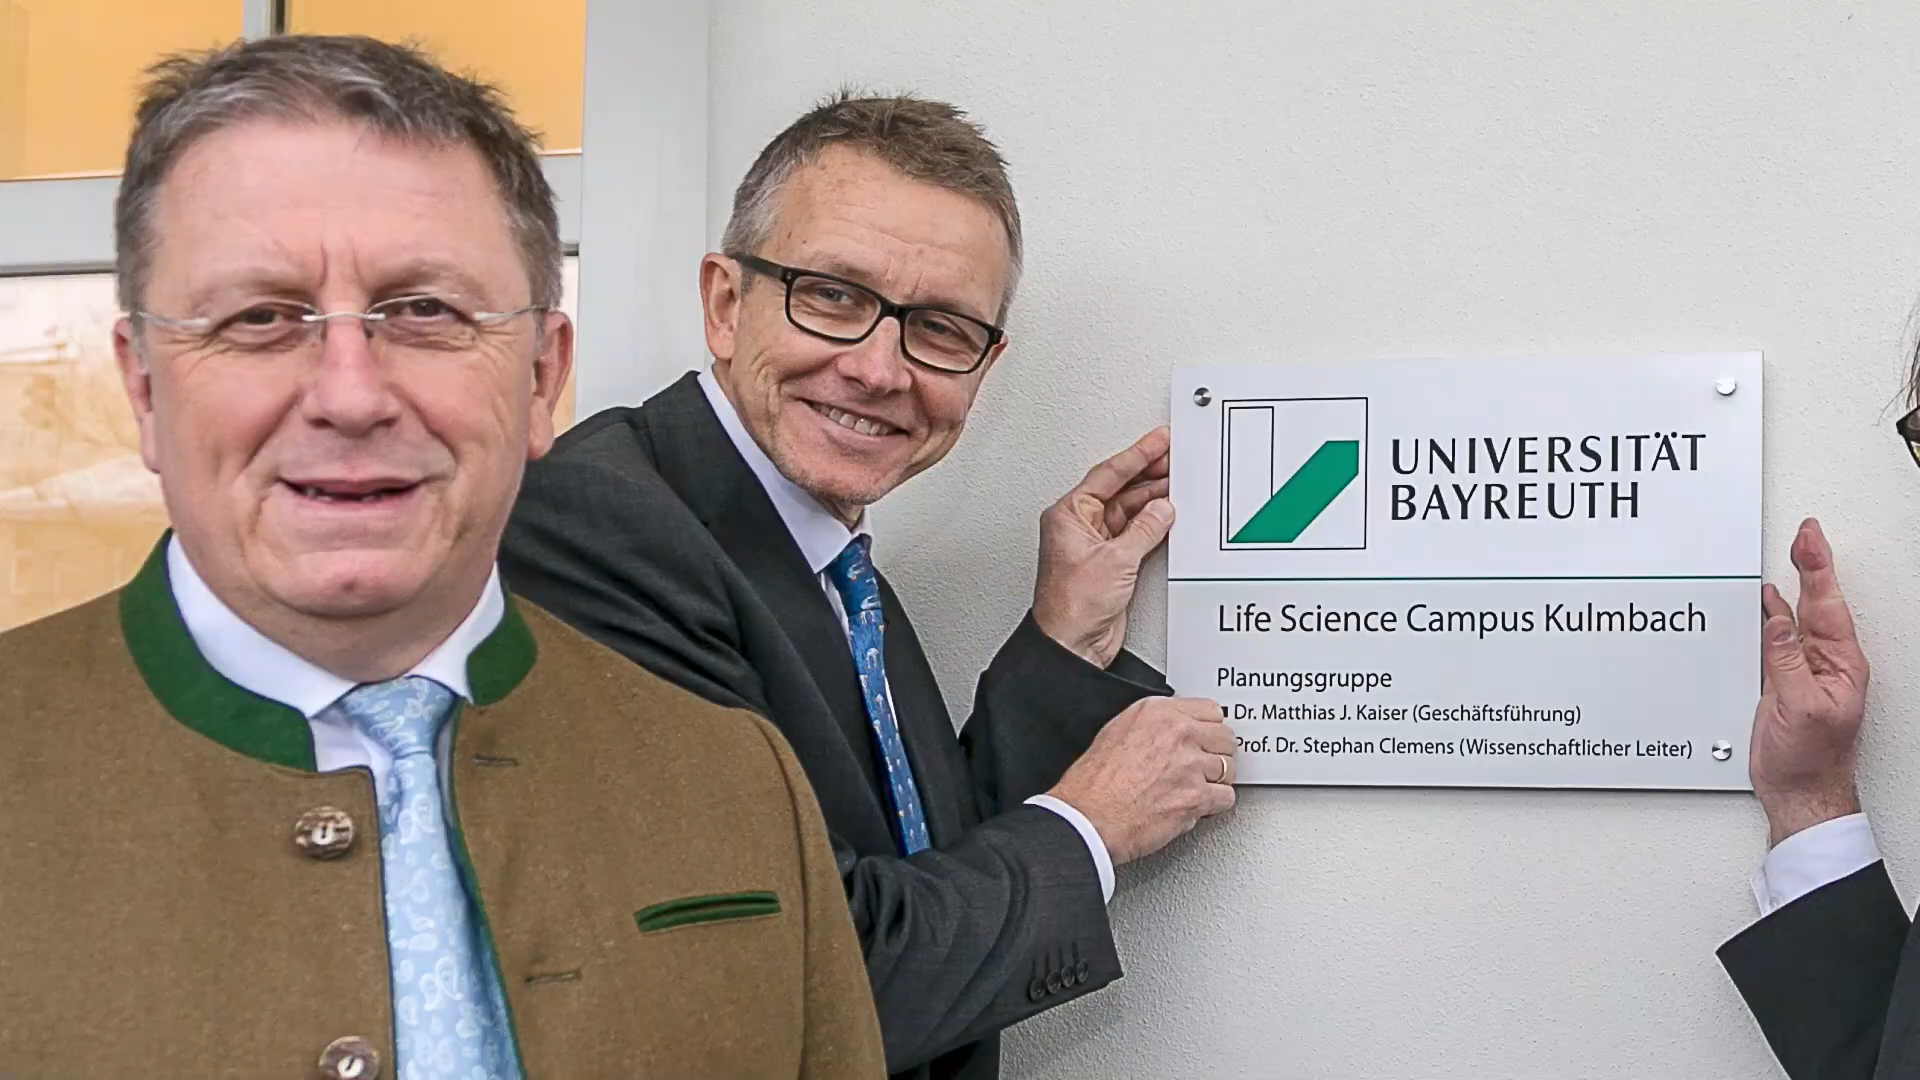 UNIVERSITÄT
BAYREUTH
Life Science Campus Kulmbach
Planungsgruppe
Dr. Matthias J. Kaiser (Geschäftsführung)
Prof. Dr. Stephan Clemens (Wissenschaftlicher Leiter)